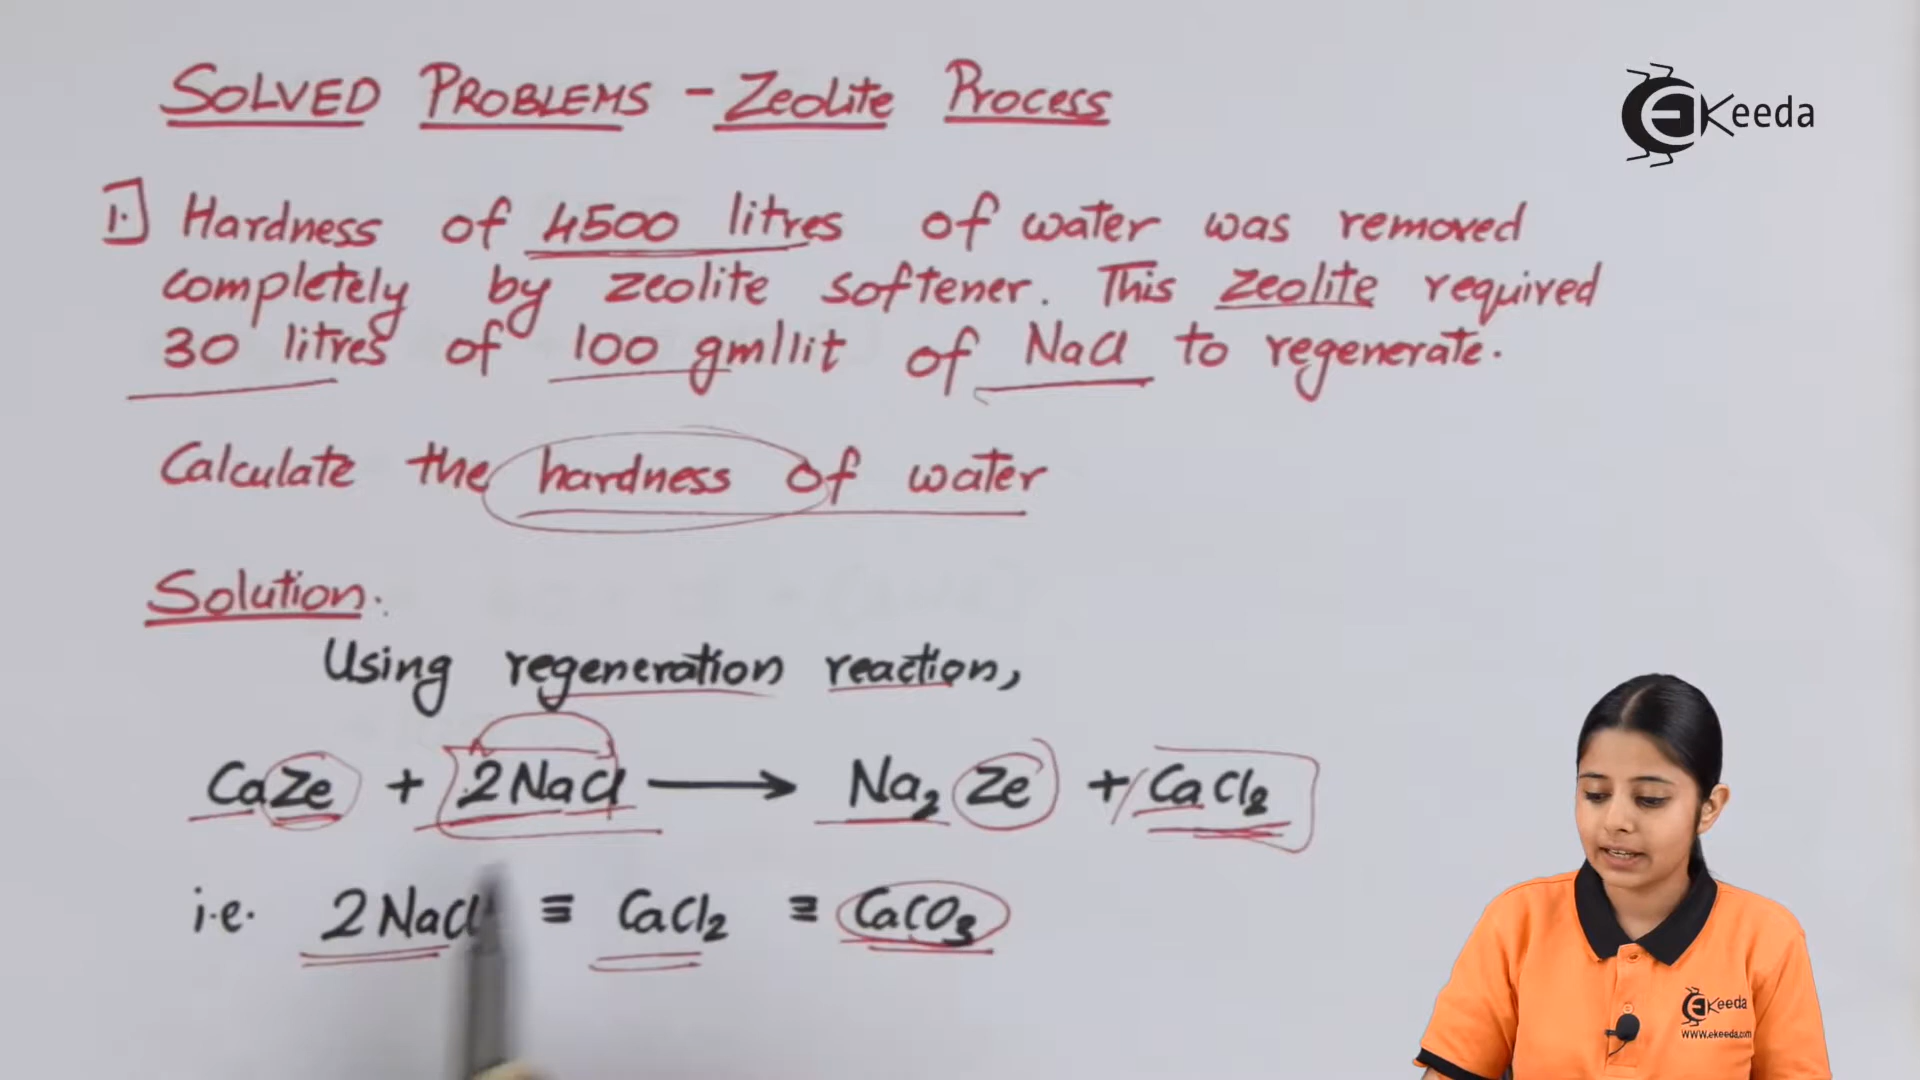 SOLVED PROBLEMS - Zeolite Process
EKeeda
1. Hardness of 4500 litres of water was removed
completely by zeolite softener. This zeolite required
30 litres of 100 gm/lit of NaCl to regenerate.
Calculate the hardness of water
Solution.
Using regeneration reaction,
CaZe + 2NaCl → Na₂Ze + CaCl₂
i.e. 2NaCl ≡ CaCl₂ ≡ CaCO₃
EKeeda
www.ekeeda.com